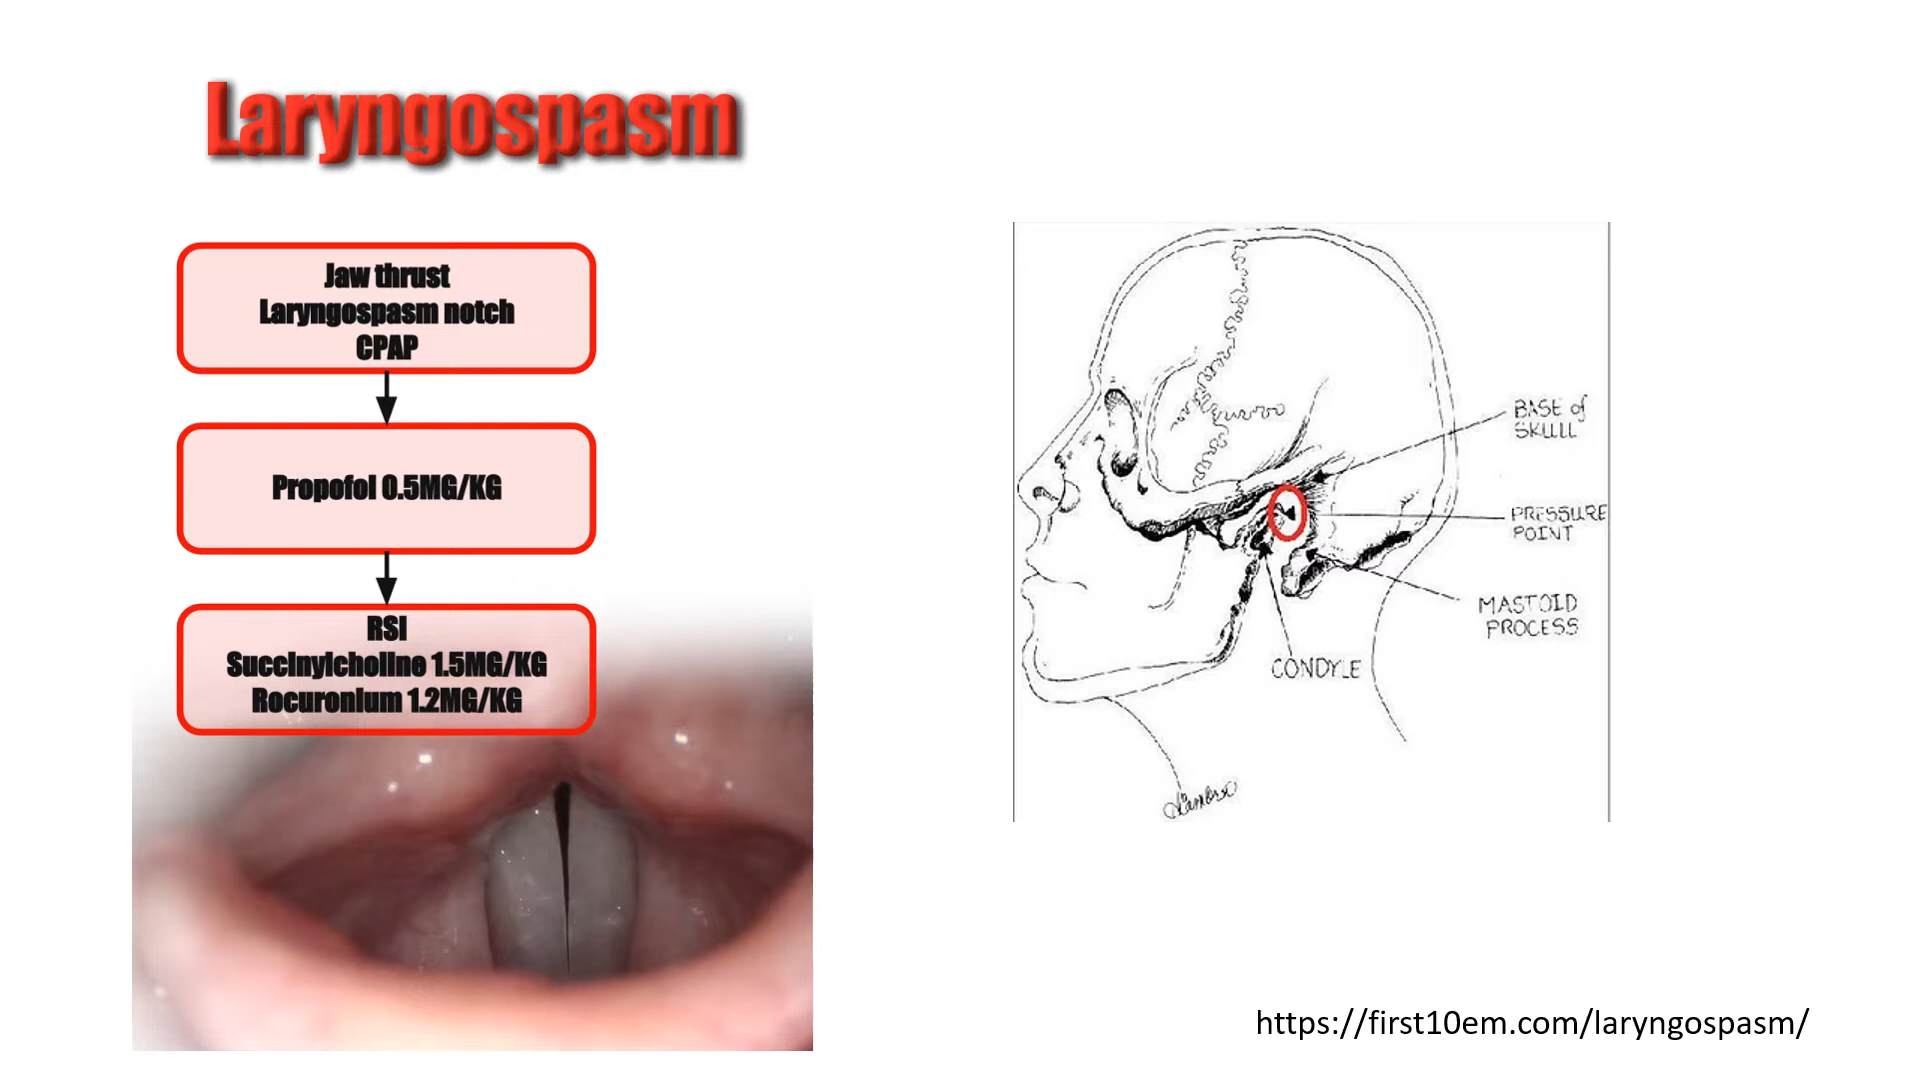 Laryngospasm
Jaw thrust
Laryngospasm notch
CPAP
Propofol 0.5MG/KG
RSI
Succinylcholine 1.5MG/KG
Rocuronium 1.2MG/KG
BASE of
SKULL
PRESSURE
POINT
MASTOID
PROCESS
CONDYLE
https://first10em.com/laryngospasm/